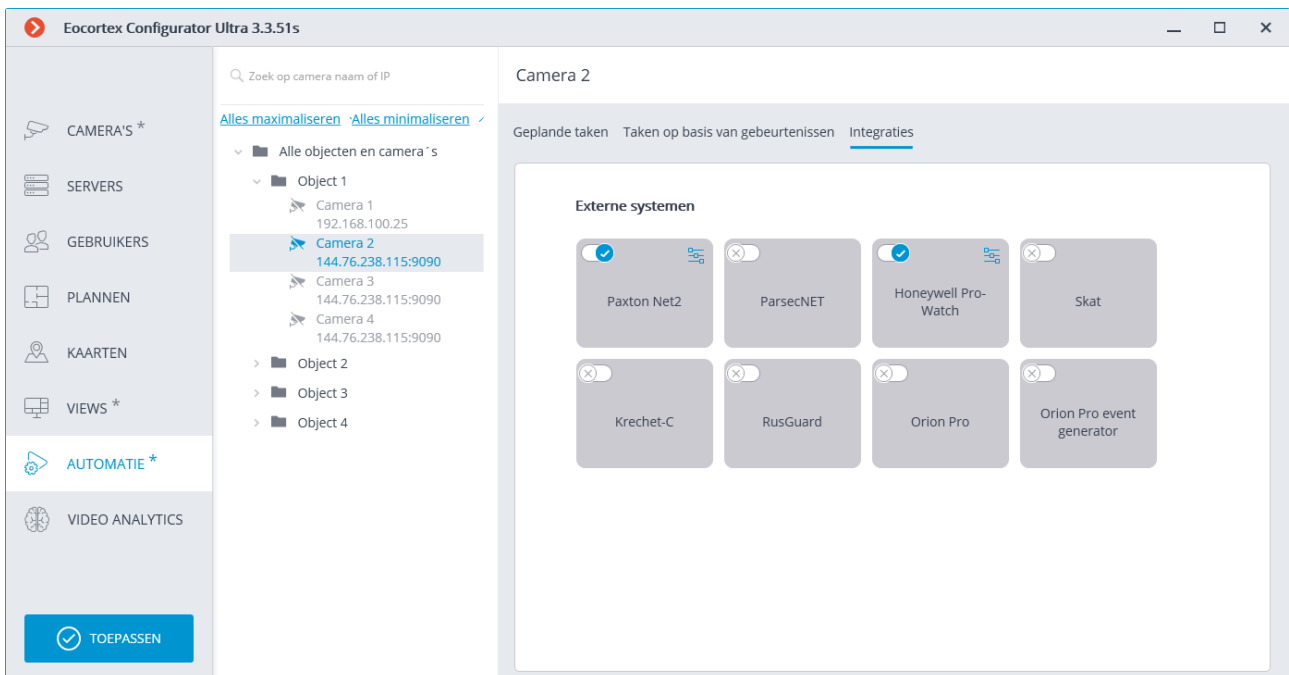 Eocortex Configurator Ultra 3.3.51s
CAMERA'S *
SERVERS
GEBRUIKERS
PLANNEN
KAARTEN
VIEWS *
AUTOMATIE *
VIDEO ANALYTICS
TOEPASSEN
Zoek op camera naam of IP
Alles maximaliseren Alles minimaliseren
Alle objecten en camera´s
Object 1
Camera 1
192.168.100.25
Camera 2
144.76.238.115:9090
Camera 3
144.76.238.115:9090
Camera 4
144.76.238.115:9090
Object 2
Object 3
Object 4
Camera 2
Geplande taken Taken op basis van gebeurtenissen Integraties
Externe systemen
Paxton Net2
ParsecNET
Honeywell Pro-
Watch
Skat
Krechet-C
RusGuard
Orion Pro
Orion Pro event
generator